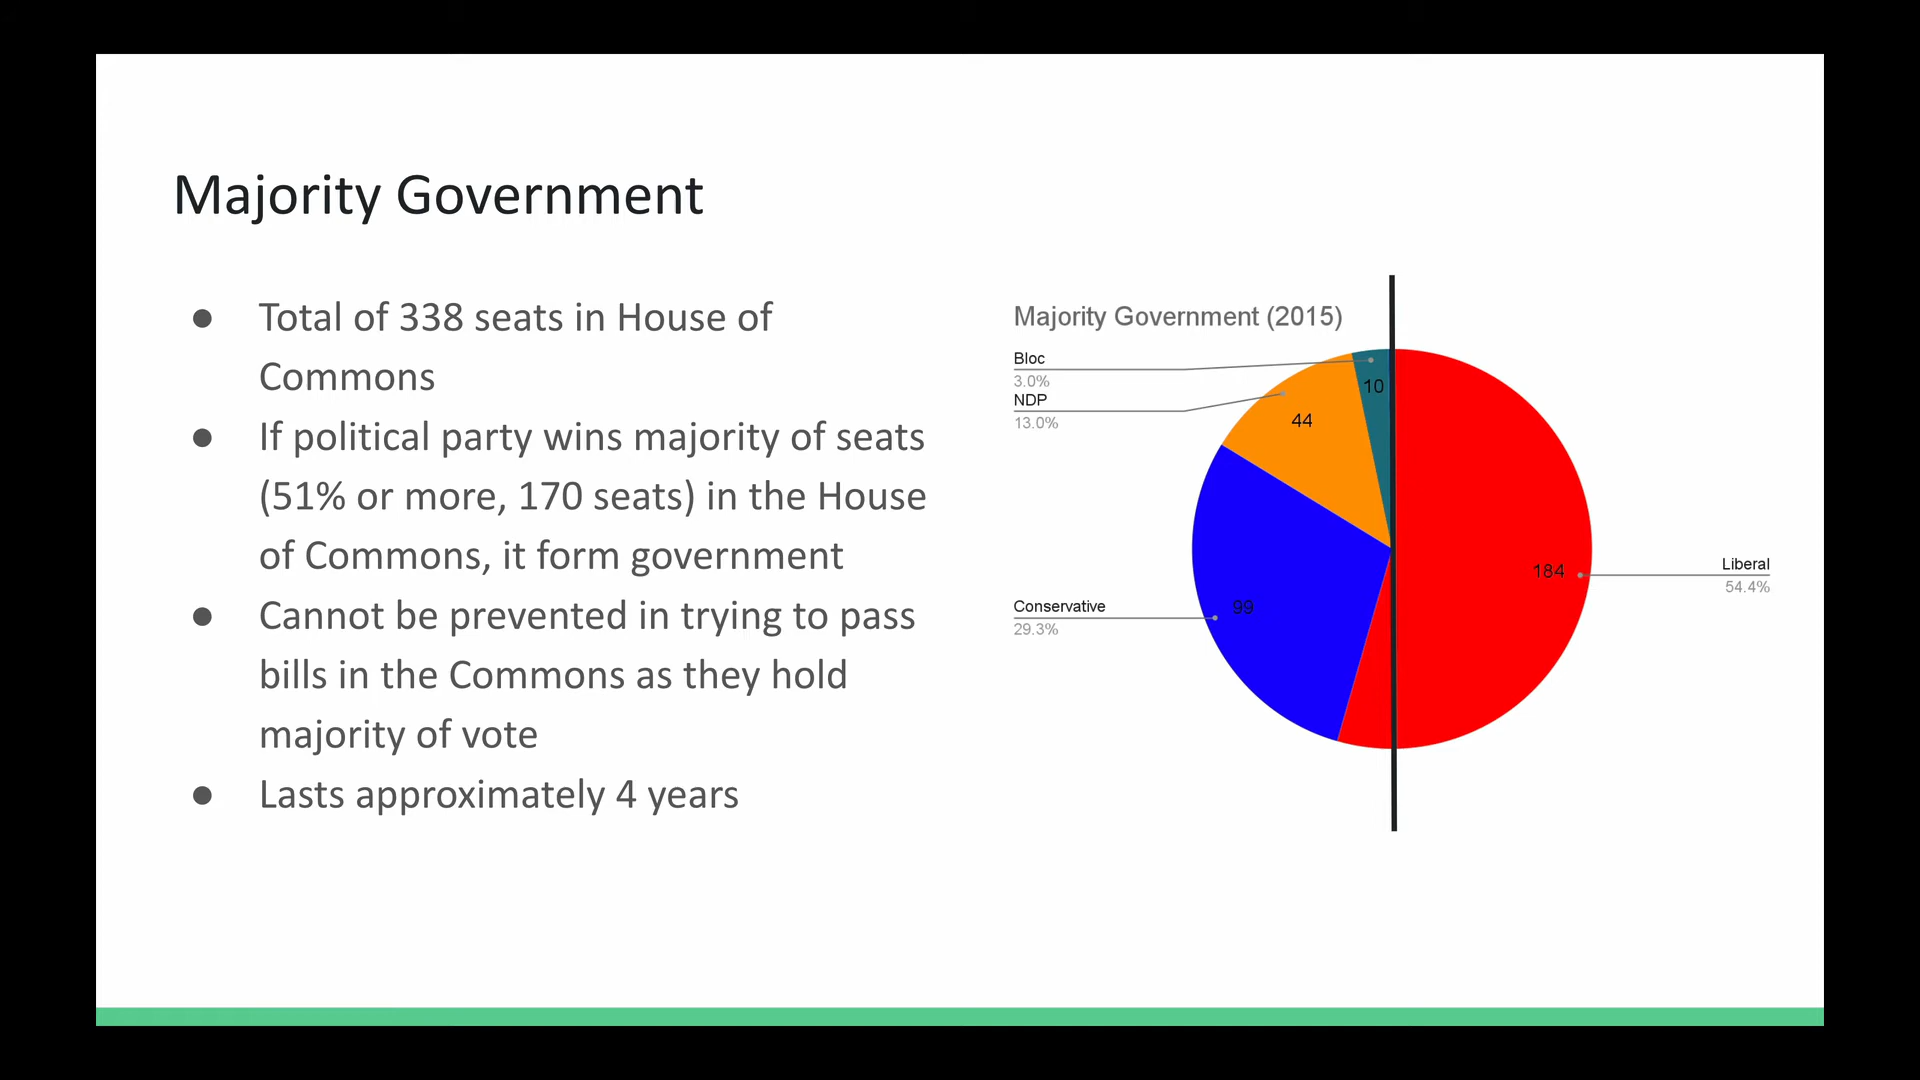 Majority Government
● Total of 338 seats in House of
Commons
● If political party wins majority of seats
(51% or more, 170 seats) in the House
of Commons, it form government
● Cannot be prevented in trying to pass
bills in the Commons as they hold
majority of vote
● Lasts approximately 4 years
Majority Government (2015)
Bloc
3.0%
NDP
13.0%
10
44
Conservative
29.3%
99
184
Liberal
54.4%